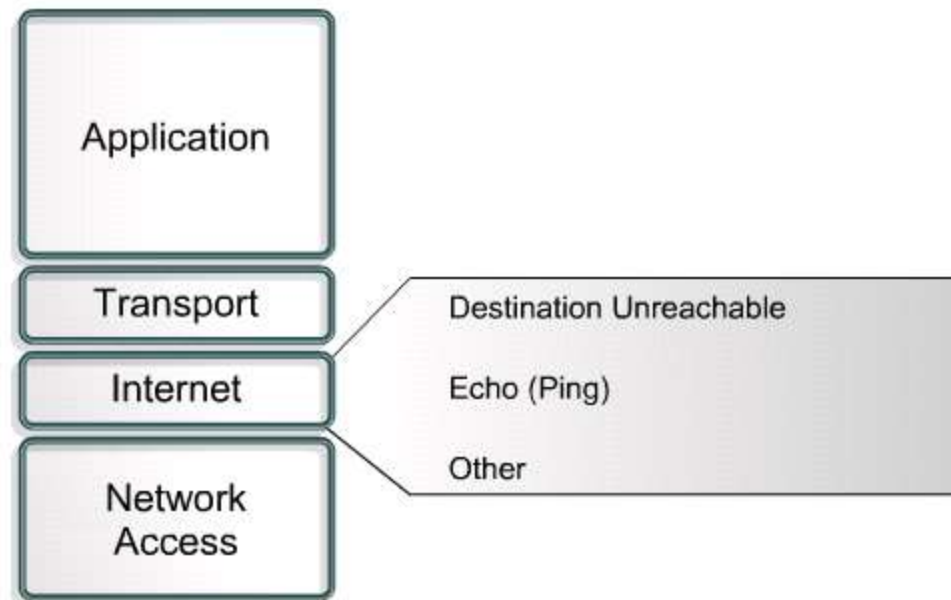 Application
Transport
Internet
Network
Access
Destination Unreachable
Echo (Ping)
Other